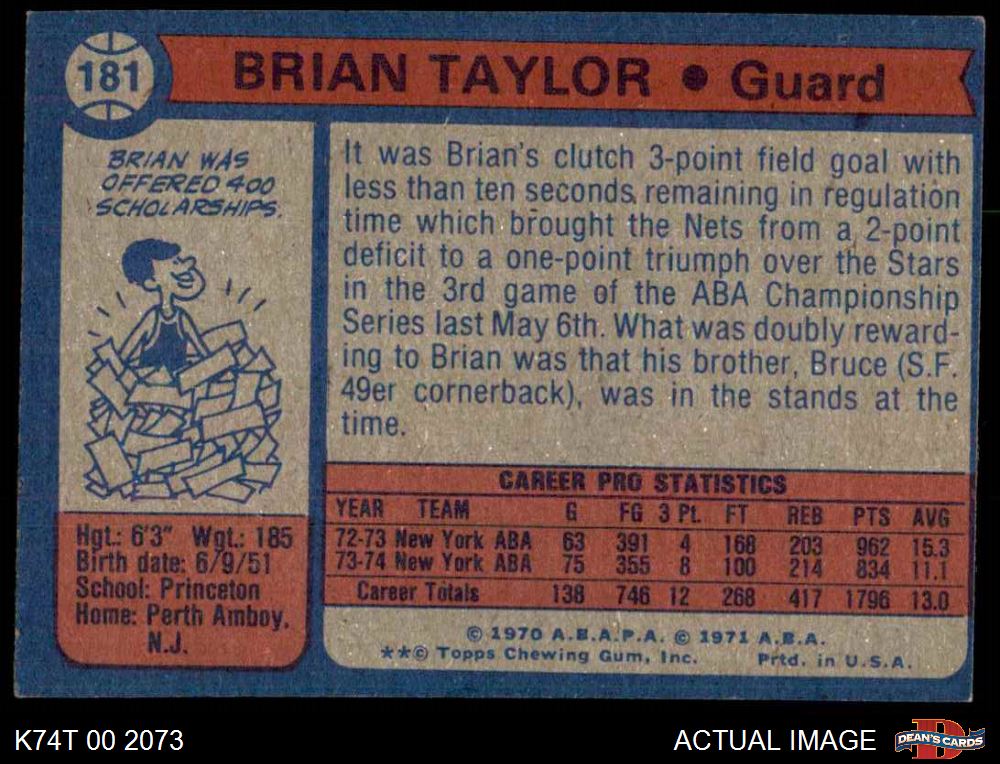 181
BRIAN TAYLOR • Guard
BRIAN WAS
OFFERED 400
SCHOLARSHIPS.
It was Brian's clutch 3-point field goal with
less than ten seconds remaining in regulation
time which brought the Nets from a 2-point
deficit to a one-point triumph over the Stars
in the 3rd game of the ABA Championship
Series last May 6th. What was doubly reward-
ing to Brian was that his brother, Bruce (S.F.
49er cornerback), was in the stands at the
time.
Hgt.: 6'3" Wgt.: 185
Birth date: 6/9/51
School: Princeton
Home: Perth Amboy,
N.J.
CAREER PRO STATISTICS
YEAR TEAM G FG 3 Pt. FT REB PTS AVG
72-73 New York ABA 63 391 4 168 203 962 15.3
73-74 New York ABA 75 355 8 100 214 834 11.1
Career Totals 138 746 12 268 417 1796 13.0
© 1970 A.B.A.P.A. © 1971 A.B.A.
**© Topps Chewing Gum, Inc. Prtd. in U.S.A.
K74T 00 2073
ACTUAL IMAGE
D
DEAN'S CARDS